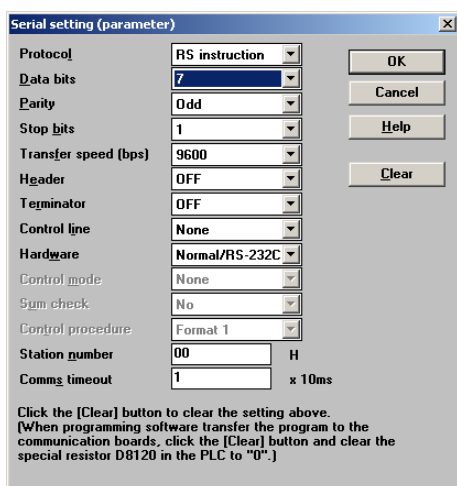 Serial setting (parameter)
Protocol RS instruction OK
Data bits 7
Parity Odd Cancel
Stop bits 1 Help
Transfer speed (bps) 9600
Header OFF Clear
Terminator OFF
Control line None
Hardware Normal/RS-232C
Control mode None
Sum check No
Control procedure Format 1
Station number 00 H
Comms timeout 1 x 10ms
Click the [Clear] button to clear the setting above.
(When programming software transfer the program to the
communication boards, click the [Clear] button and clear the
special resistor D8120 in the PLC to "0".)